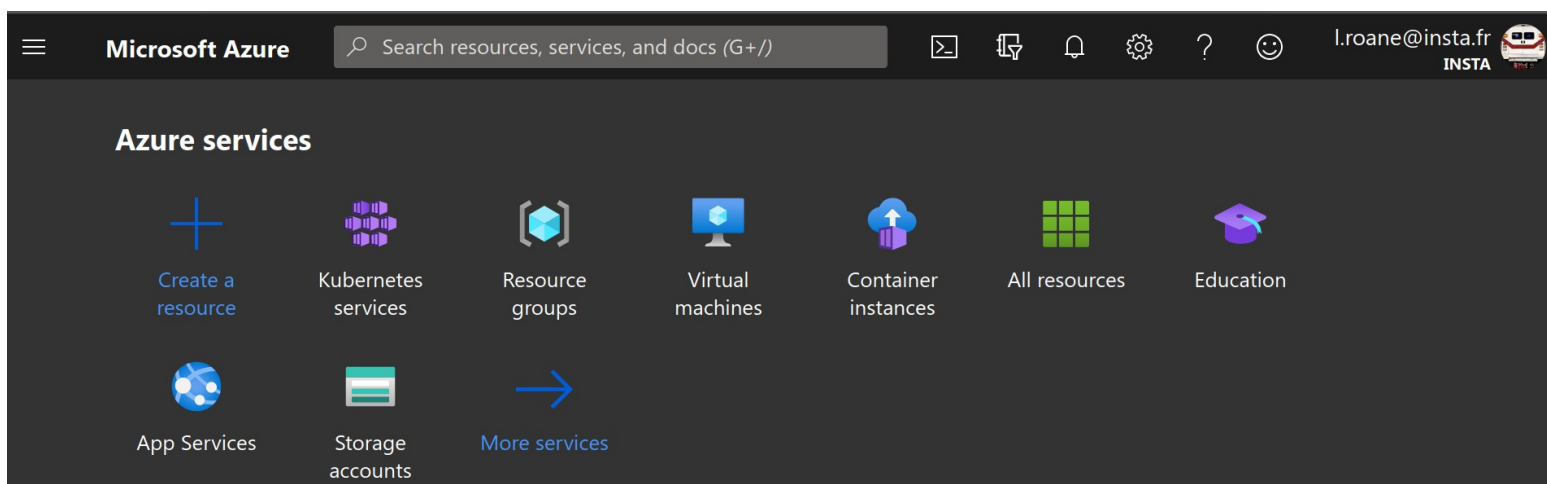 Microsoft Azure
Search resources, services, and docs (G+/)
l.roane@insta.fr
INSTA
Azure services
Create a
resource
Kubernetes
services
Resource
groups
Virtual
machines
Container
instances
All resources
Education
App Services
Storage
accounts
More services